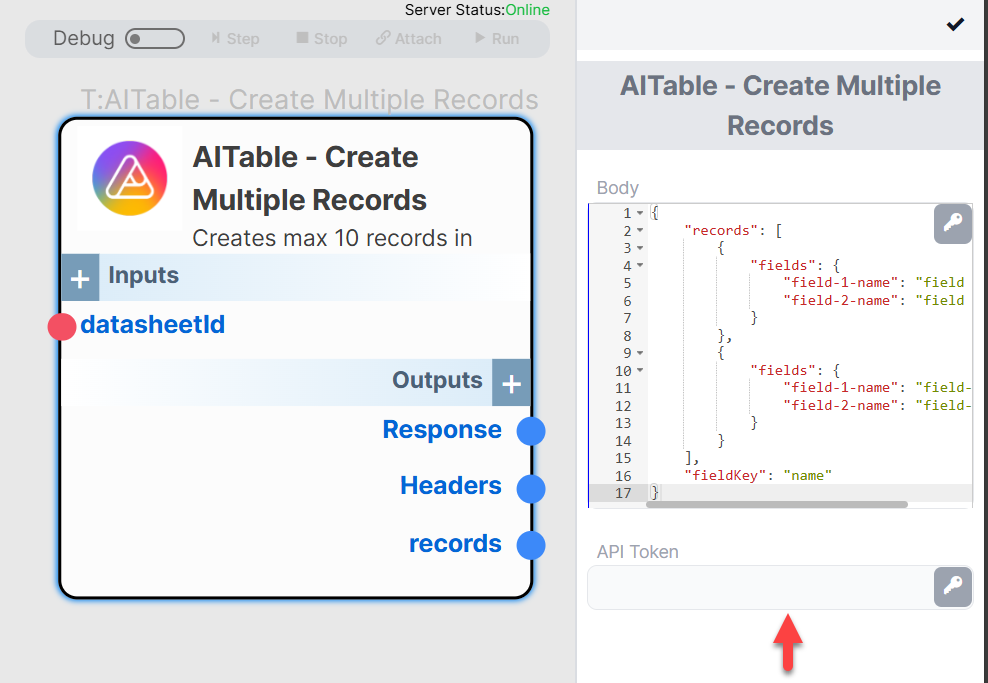 Server Status:Online
Debug
Step
Stop
Attach
Run
T:AITable - Create Multiple Records
AITable - Create
Multiple Records
Creates max 10 records in
Inputs
datasheetId
Outputs
Response
Headers
records
AITable - Create Multiple
Records
Body
1 {
2 "records": [
3 {
4 "fields": {
5 "field-1-name": "field
6 "field-2-name": "field
7 }
8 },
9 {
10 "fields": {
11 "field-1-name": "field-
12 "field-2-name": "field-
13 }
14 }
15 ],
16 "fieldKey": "name"
17 }
API Token